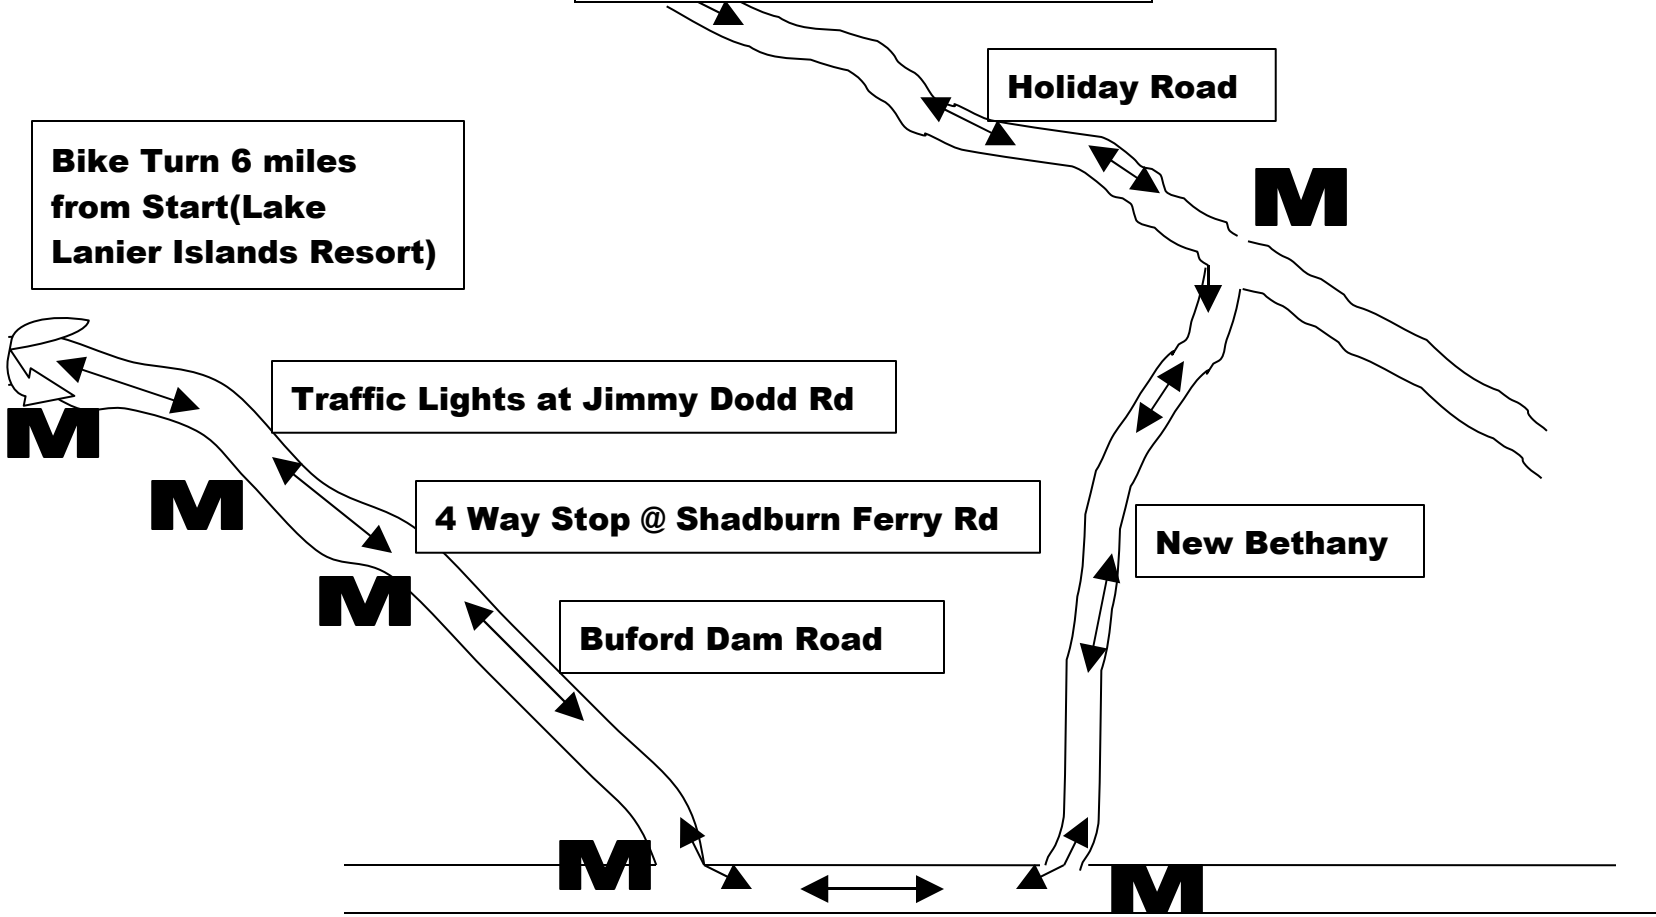 Holiday Road
Bike Turn 6 miles
from Start(Lake
Lanier Islands Resort)
M
Traffic Lights at Jimmy Dodd Rd
M
M
4 Way Stop @ Shadburn Ferry Rd
New Bethany
M
Buford Dam Road
M
M